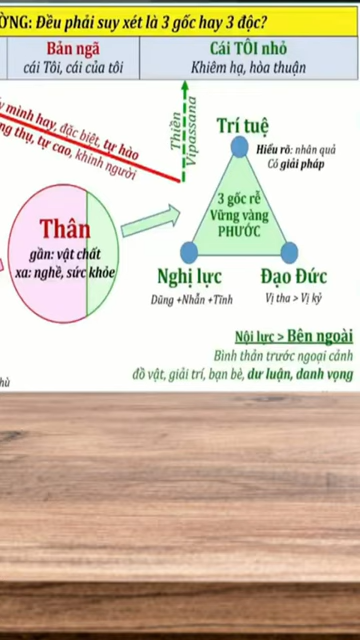 ỜNG: Đều phải suy xét là 3 gốc hay 3 độc?
Bản ngã
cái Tôi, cái của tôi
Cái TÔI nhỏ
Khiêm hạ, hòa thuận
minh hay, đặc biệt, tự hào
thụ, tự cao, khinh người
Thiền
Vipassana
Trí tuệ
Hiểu rõ: nhân quả
Có giải pháp
3 gốc rễ
Vững vàng
PHƯỚC
Thân
gần: vật chất
xa: nghề, sức khỏe
Nghị lực
Dũng +Nhẫn +Tĩnh
Đạo Đức
Vị tha > Vị kỷ
Nội lực > Bên ngoài
Bình thản trước ngoại cảnh
đồ vật, giải trí, bạn bè, dư luận, danh vọng
hù